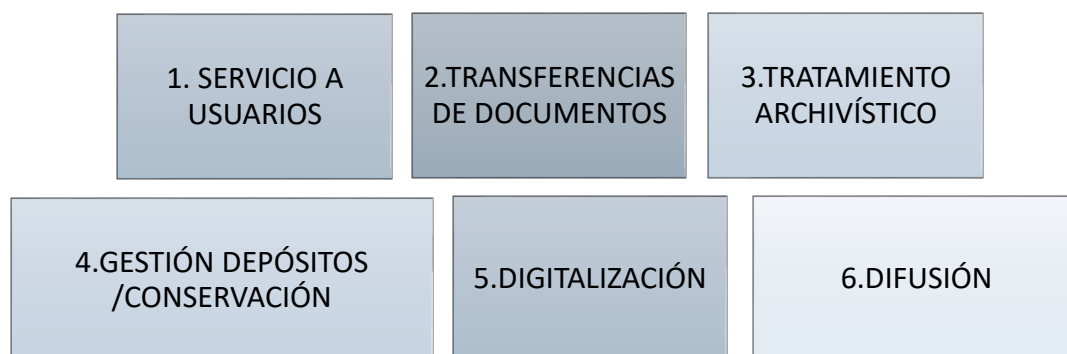 1. SERVICIO A
USUARIOS
2.TRANSFERENCIAS
DE DOCUMENTOS
3.TRATAMIENTO
ARCHIVÍSTICO
4.GESTIÓN DEPÓSITOS
/CONSERVACIÓN
5.DIGITALIZACIÓN
6.DIFUSIÓN